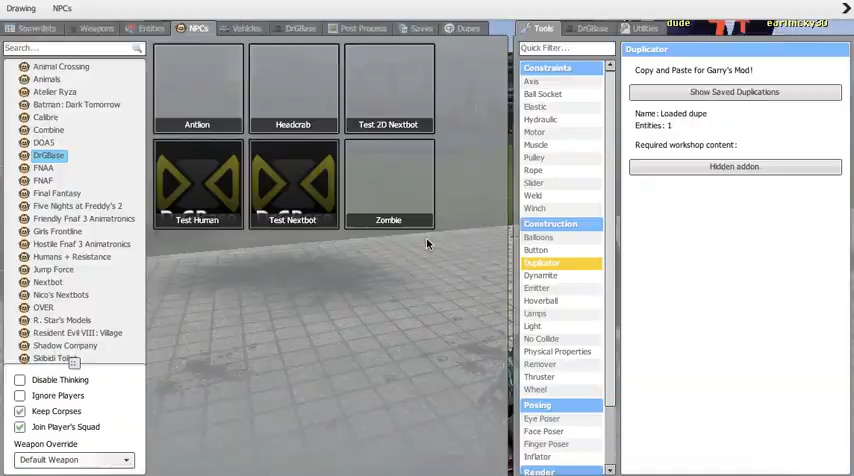 Drawing NPCs
dude earlnicky30
Spawnlists Weapons Entities NPCs Vehicles DrGBase Post Process Saves Dupes
Tools DrGBase Utilities
Search...
Animal Crossing
Animals
Atelier Ryza
Batman: Dark Tomorrow
Calibre
Combine
DOA5
DrGBase
FNAA
FNAF
Final Fantasy
Five Nights at Freddy's 2
Friendly Fnaf 3 Animatronics
Girls Frontline
Hostile Fnaf 3 Animatronics
Humans + Resistance
Jump Force
Nextbot
Nico's Nextbots
OVER
R. Star's Models
Resident Evil VIII: Village
Shadow Company
Skibidi Toilet
Disable Thinking
Ignore Players
Keep Corpses
Join Player's Squad
Weapon Override
Default Weapon
Antlion
Headcrab
Test 2D Nextbot
Test Human
Test Nextbot
Zombie
Quick Filter...
Constraints
Axis
Ball Socket
Elastic
Hydraulic
Motor
Muscle
Pulley
Rope
Slider
Weld
Winch
Construction
Balloons
Button
Duplicator
Dynamite
Emitter
Hoverball
Lamps
Light
No Collide
Physical Properties
Remover
Thruster
Wheel
Posing
Eye Poser
Face Poser
Finger Poser
Inflator
Render
Duplicator
Copy and Paste for Garry's Mod!
Show Saved Duplications
Name: Loaded dupe
Entities: 1
Required workshop content:
Hidden addon